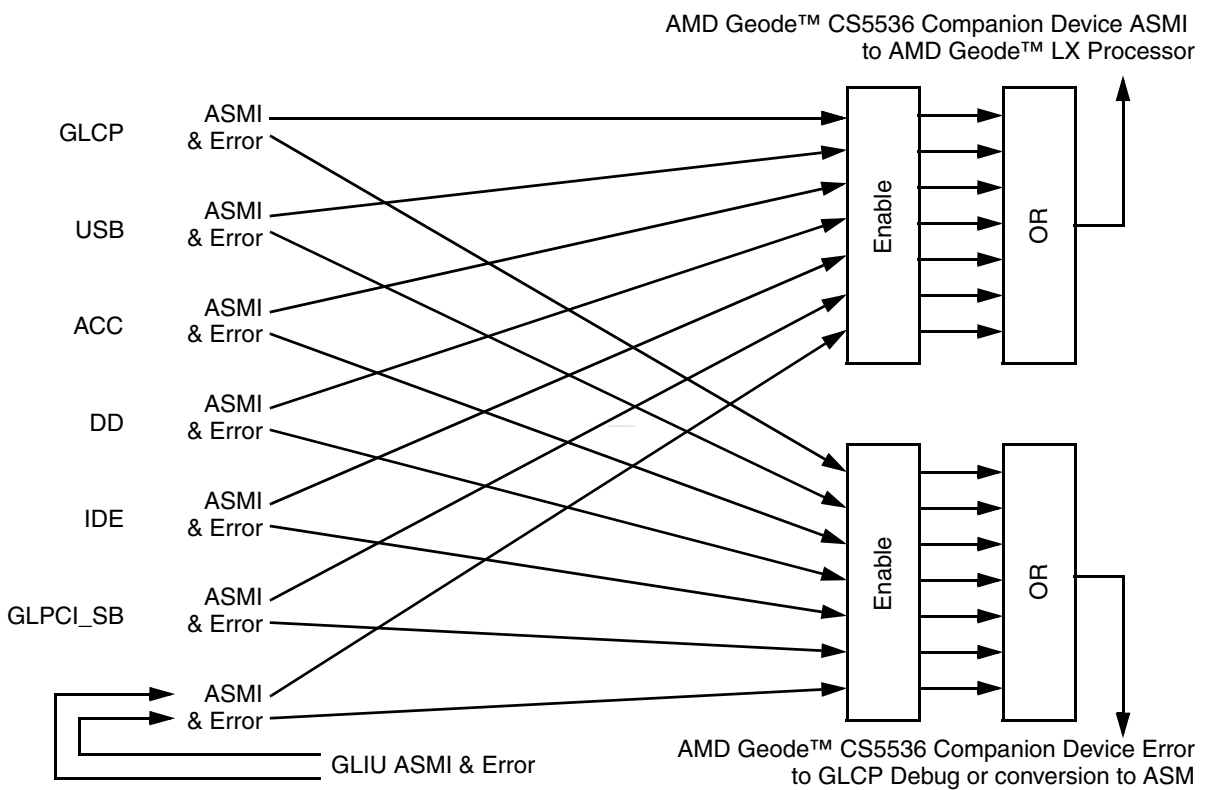 AMD Geode™ CS5536 Companion Device ASMI
to AMD Geode™ LX Processor
GLCP
ASMI
& Error
USB
ASMI
& Error
ACC
ASMI
& Error
DD
ASMI
& Error
IDE
ASMI
& Error
GLPCI_SB
ASMI
& Error
ASMI
& Error
GLIU ASMI & Error
Enable
OR
Enable
OR
AMD Geode™ CS5536 Companion Device Error
to GLCP Debug or conversion to ASM